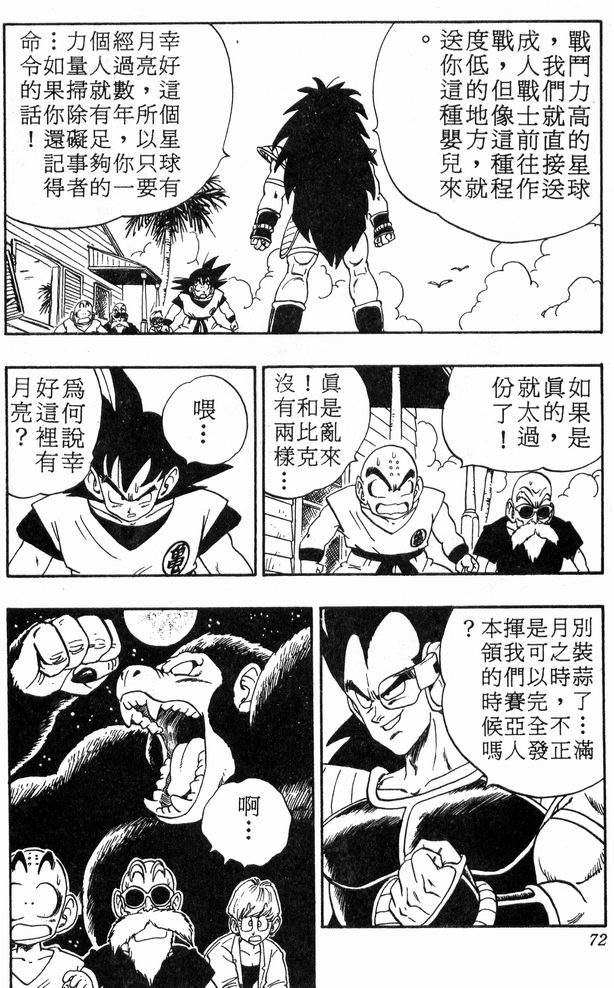 戰鬥力高的星球
，我們就直接送
成人戰士前往作
戰，但像這種程
度低的地方，就
送你這種嬰兒來
。
幸好這個星球有
月亮，所以只要
經過數年，你一
個人就有足夠的
力量掃除礙事者
…如果你還記得
命令的話！
如果是
眞的，
就太過
份了！
眞是亂來
！和比克
沒有兩樣
…
喂…
爲何說幸
好這裡有
月亮？
龜
龜
別裝蒜了…滿
月之時，不正
是可以完全發
揮我們賽亞人
本領的時候嗎
？
啊…
72